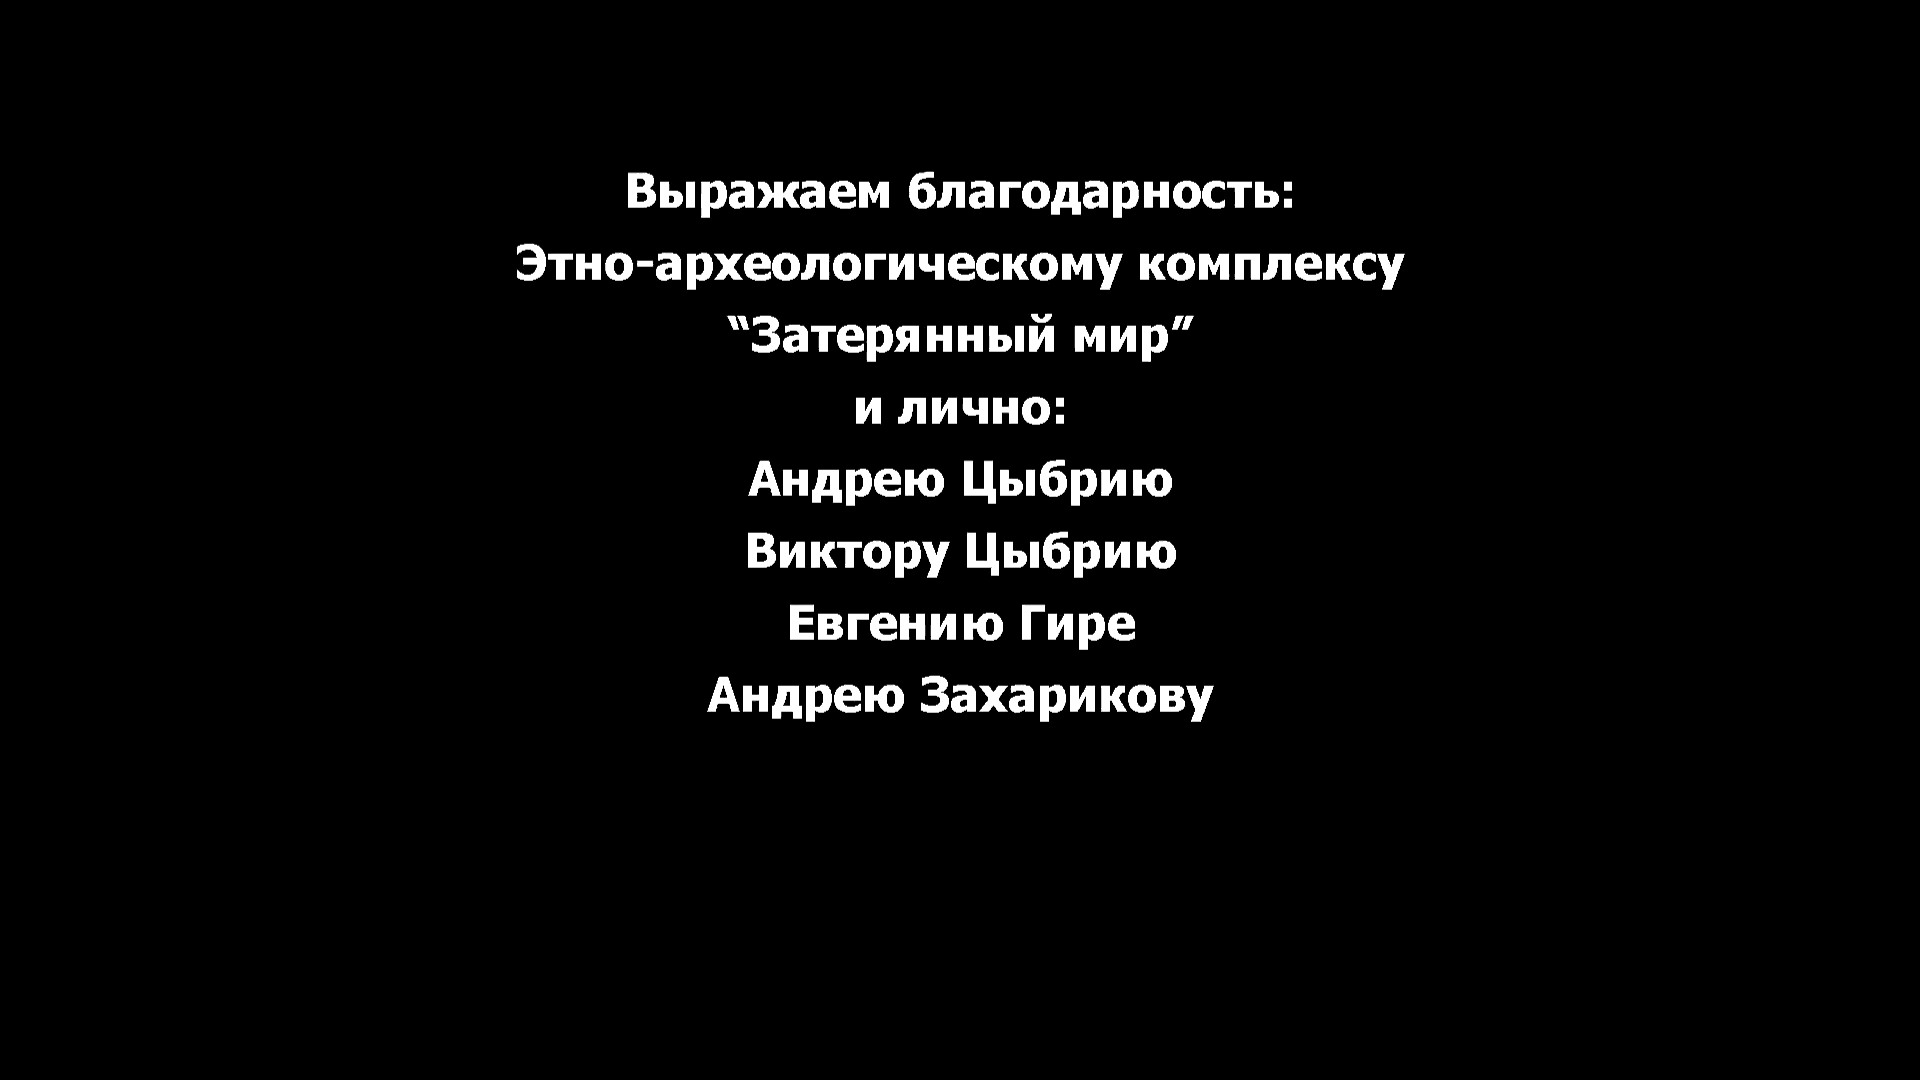 Выражаем благодарность:
Этно-археологическому комплексу
“Затерянный мир”
и лично:
Андрею Цыбрию
Виктору Цыбрию
Евгению Гире
Андрею Захарикову